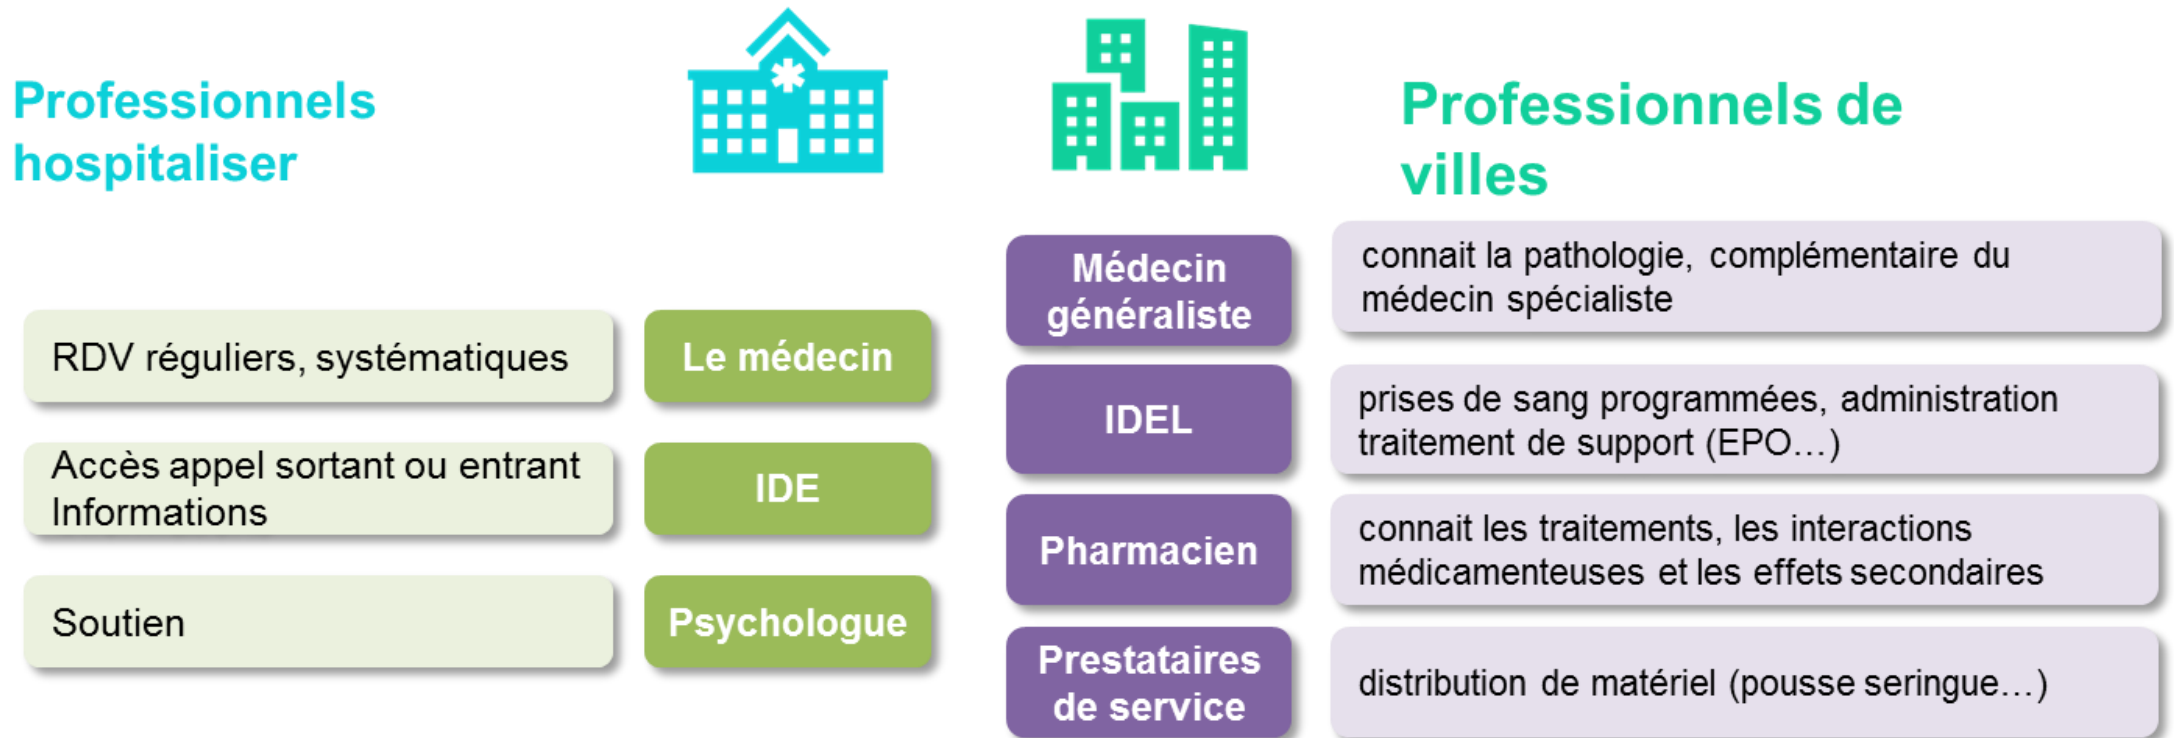 Professionnels
hospitaliser
RDV réguliers, systématiques
Le médecin
Accès appel sortant ou entrant
Informations
IDE
Soutien
Psychologue
Professionnels de
villes
Médecin
généraliste
connait la pathologie, complémentaire du
médecin spécialiste
IDEL
prises de sang programmées, administration
traitement de support (EPO…)
Pharmacien
connait les traitements, les interactions
médicamenteuses et les effets secondaires
Prestataires
de service
distribution de matériel (pousse seringue…)